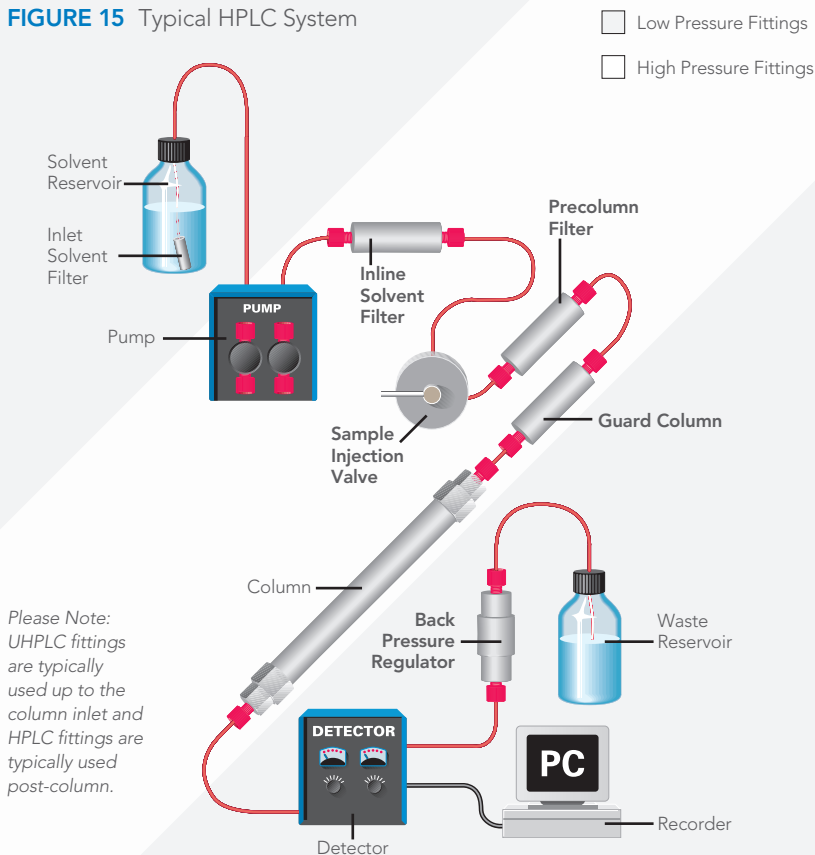 FIGURE 15 Typical HPLC System
Low Pressure Fittings
High Pressure Fittings
Solvent
Reservoir
Inlet
Solvent
Filter
Pump
PUMP
Inline
Solvent
Filter
Precolumn
Filter
Sample
Injection
Valve
Guard Column
Column
Back
Pressure
Regulator
Waste
Reservoir
Please Note:
UHPLC fittings
are typically
used up to the
column inlet and
HPLC fittings are
typically used
post-column.
DETECTOR
PC
Recorder
Detector